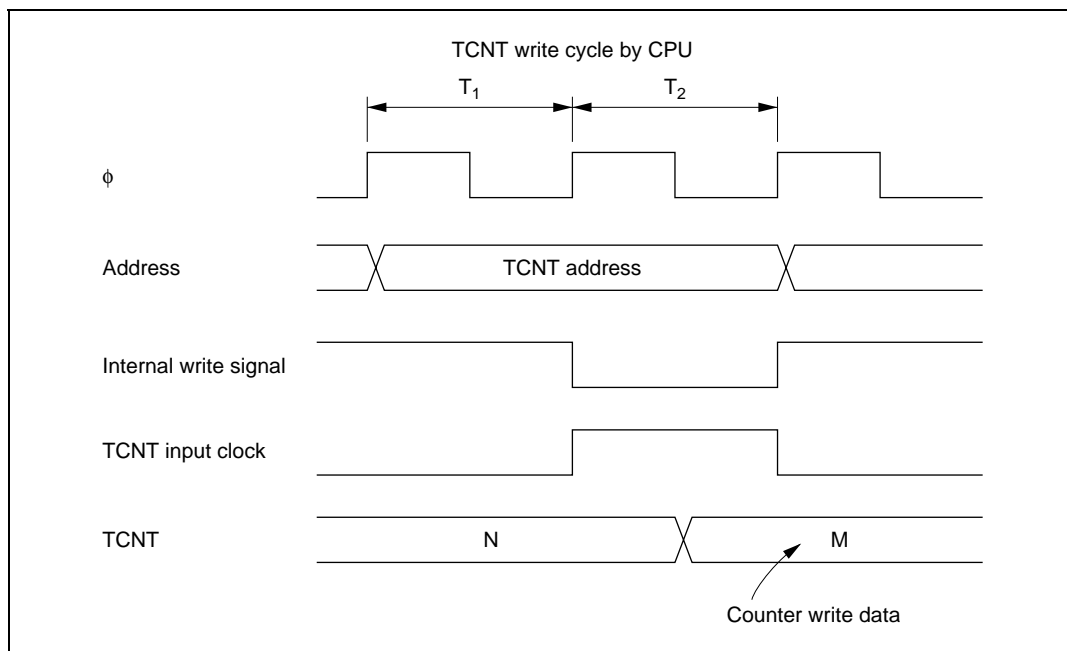 TCNT write cycle by CPU
T1 T2
ϕ
Address TCNT address
Internal write signal
TCNT input clock
TCNT N M
Counter write data